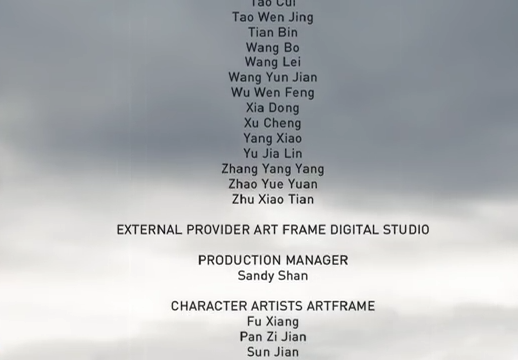 Tao Cui
Tao Wen Jing
Tian Bin
Wang Bo
Wang Lei
Wang Yun Jian
Wu Wen Feng
Xia Dong
Xu Cheng
Yang Xiao
Yu Jia Lin
Zhang Yang Yang
Zhao Yue Yuan
Zhu Xiao Tian
EXTERNAL PROVIDER ART FRAME DIGITAL STUDIO
PRODUCTION MANAGER
Sandy Shan
CHARACTER ARTISTS ARTFRAME
Fu Xiang
Pan Zi Jian
Sun Jian